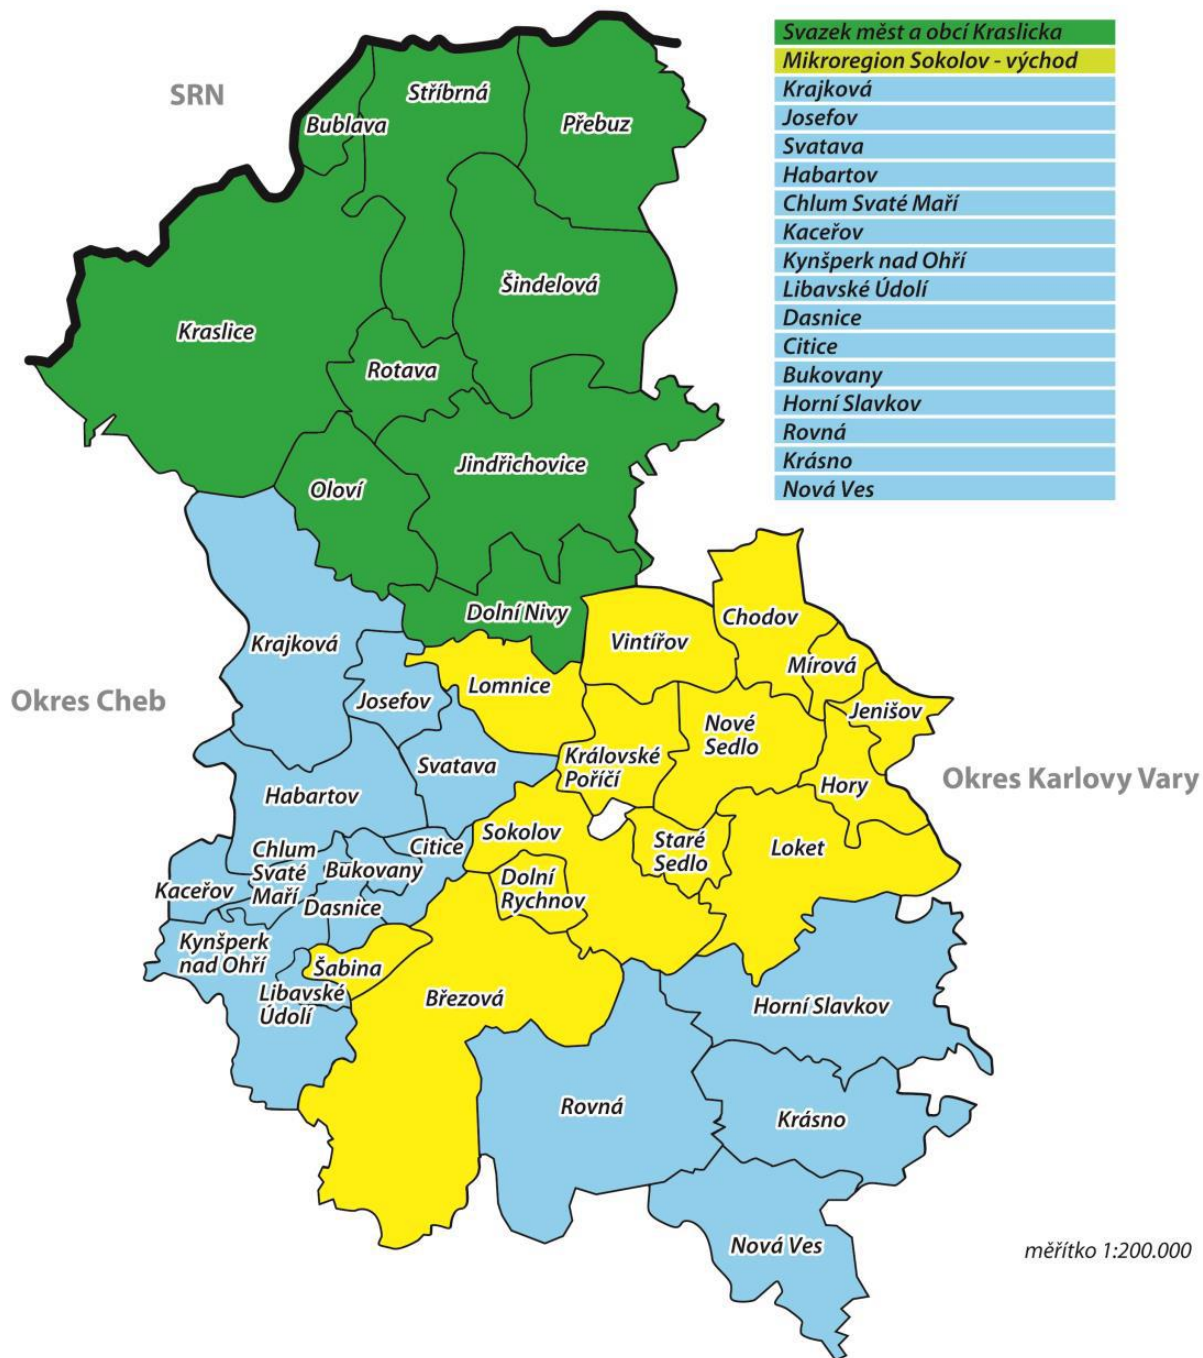 Svazek měst a obcí Kraslicka
Mikroregion Sokolov - východ
Krajková
Josefov
Svatava
Habartov
Chlum Svaté Maří
Kaceřov
Kynšperk nad Ohří
Libavské Údolí
Dasnice
Citice
Bukovany
Horní Slavkov
Rovná
Krásno
Nová Ves
SRN
Stříbrná
Bublava
Přebuz
Šindelová
Kraslice
Rotava
Jindřichovice
Oloví
Dolní Nivy
Chodov
Vintířov
Krajková
Mírová
Lomnice
Okres Cheb
Josefov
Jenišov
Nové
Sedlo
Královské
Poříčí
Svatava
Okres Karlovy Vary
Hory
Habartov
Sokolov
Staré
Sedlo
Loket
Citice
Chlum
Svaté
Maří
Bukovany
Dolní
Rychnov
Kaceřov
Dasnice
Kynšperk
nad Ohří
Šabina
Libavské
Údolí
Březová
Horní Slavkov
Rovná
Krásno
Nová Ves
měřítko 1:200.000